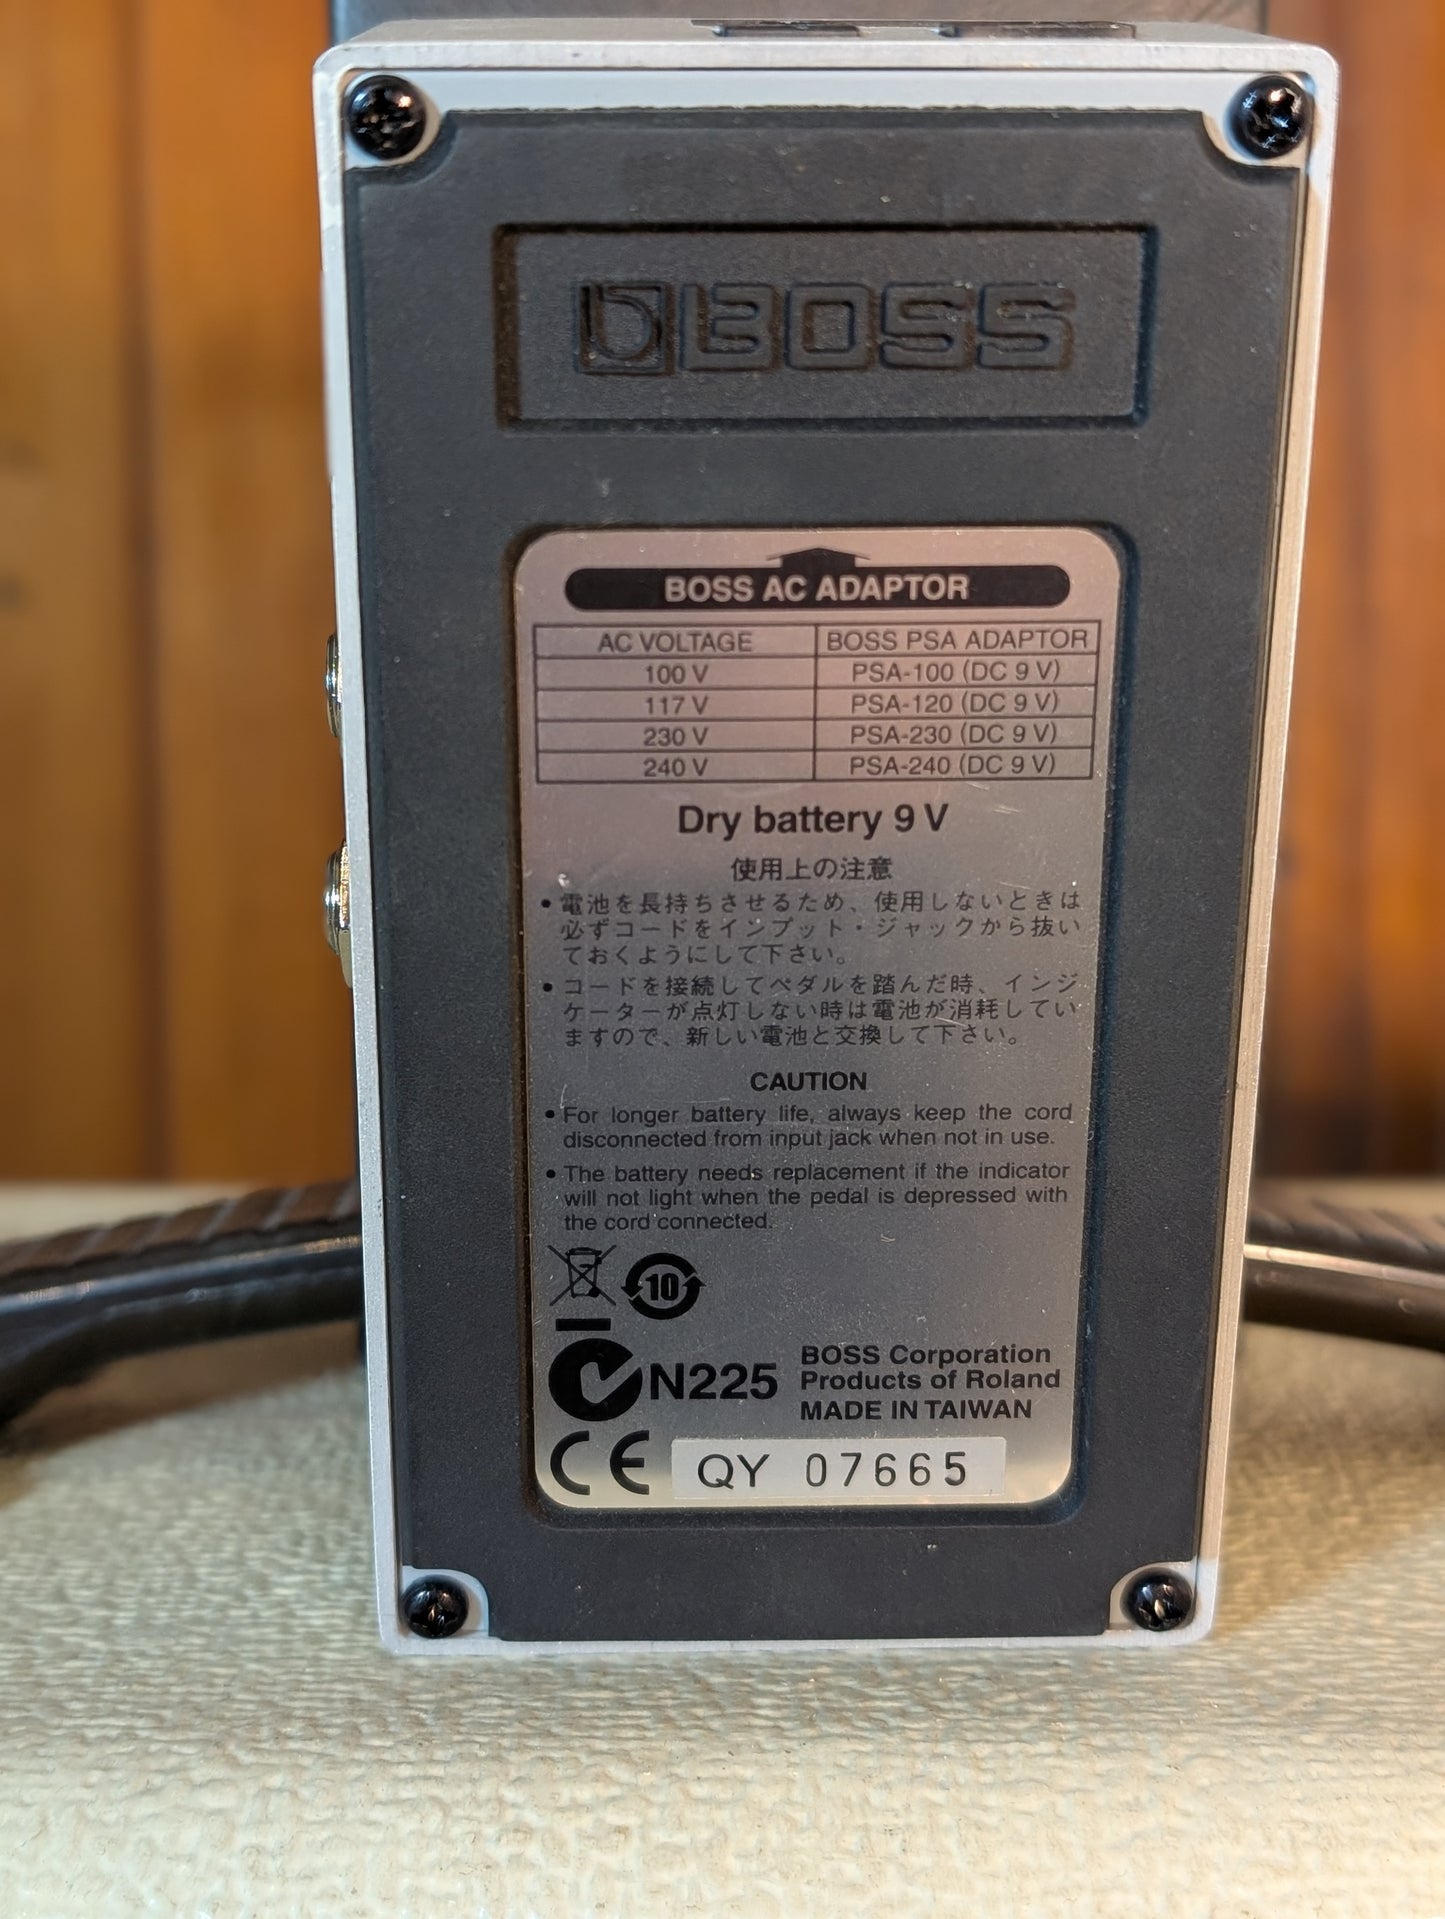 BOSS
BOSS AC ADAPTOR
AC VOLTAGE BOSS PSA ADAPTOR
100 V PSA-100 (DC 9 V)
117 V PSA-120 (DC 9 V)
230 V PSA-230 (DC 9 V)
240 V PSA-240 (DC 9 V)
Dry battery 9 V
使用上の注意
• 電池を長持ちさせるため、使用しないときは
必ずコードをインプット・ジャックから抜い
ておくようにして下さい。
• コードを接続してペダルを踏んだ時、インジ
ケーターが点灯しない時は電池が消耗してい
ますので、新しい電池と交換して下さい。
CAUTION
• For longer battery life, always keep the cord
disconnected from input jack when not in use.
• The battery needs replacement if the indicator
will not light when the pedal is depressed with
the cord connected.
10
N225
BOSS Corporation
Products of Roland
MADE IN TAIWAN
CE
QY 07665